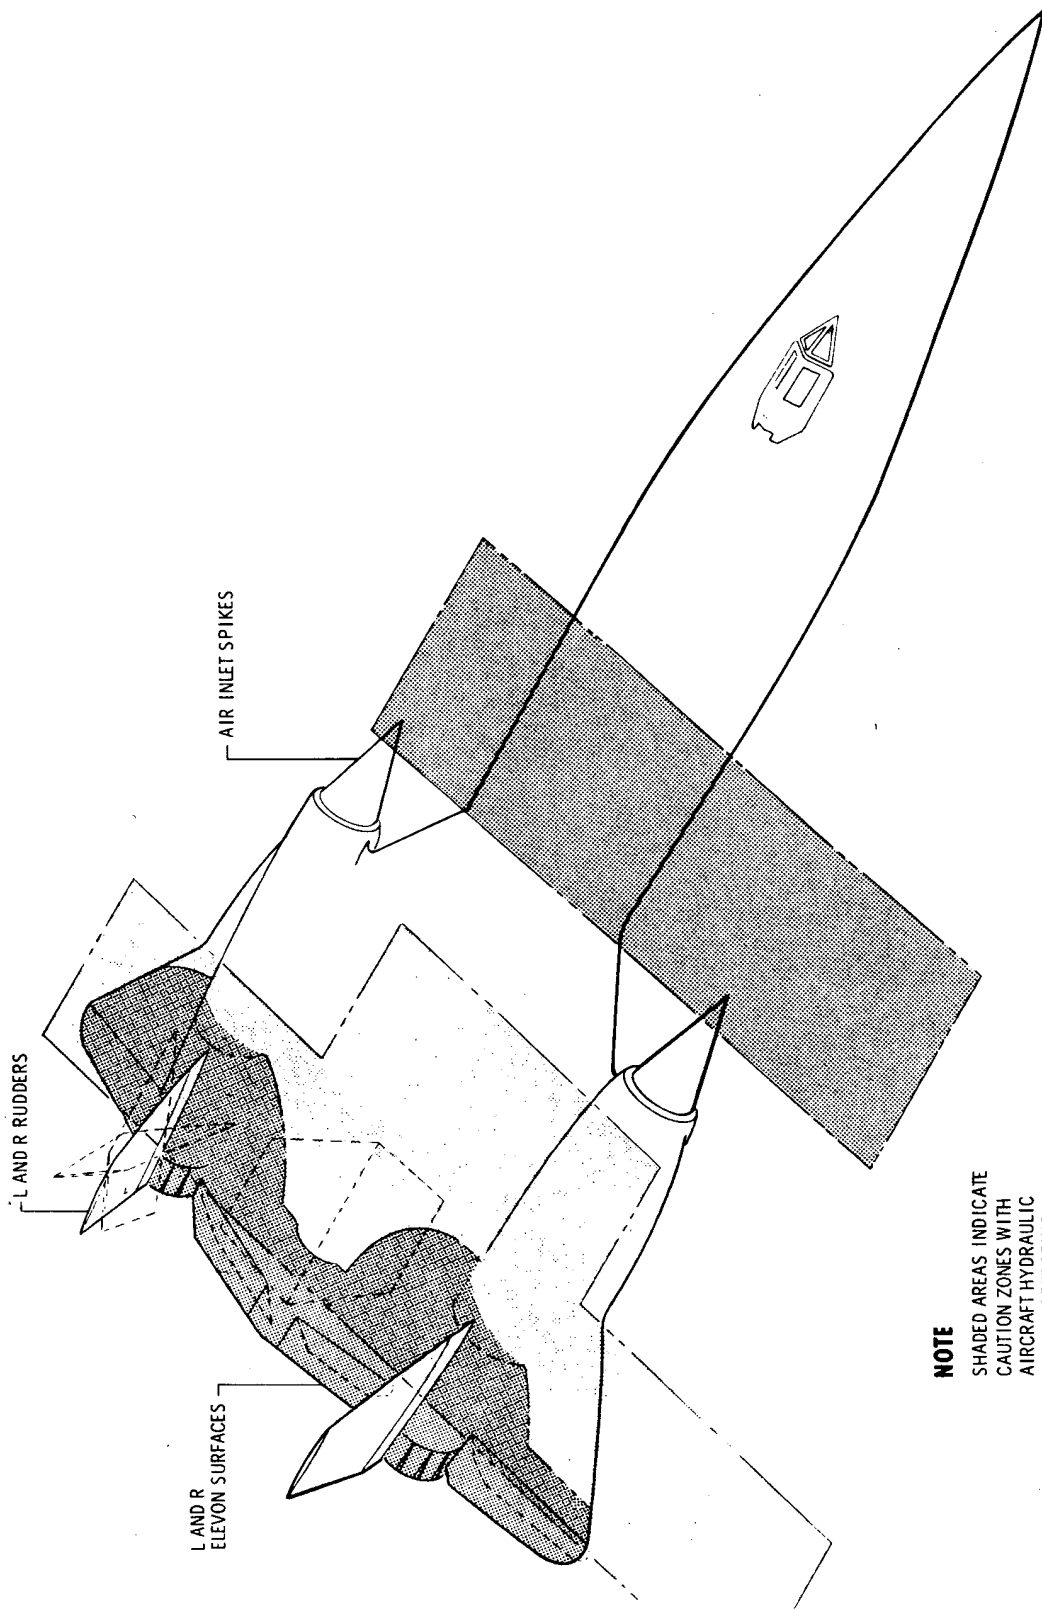 AIR INLET SPIKES
L AND R RUDDERS
L AND R
ELEVON SURFACES
NOTE
SHADED AREAS INDICATE
CAUTION ZONES WITH
AIRCRAFT HYDRAULIC